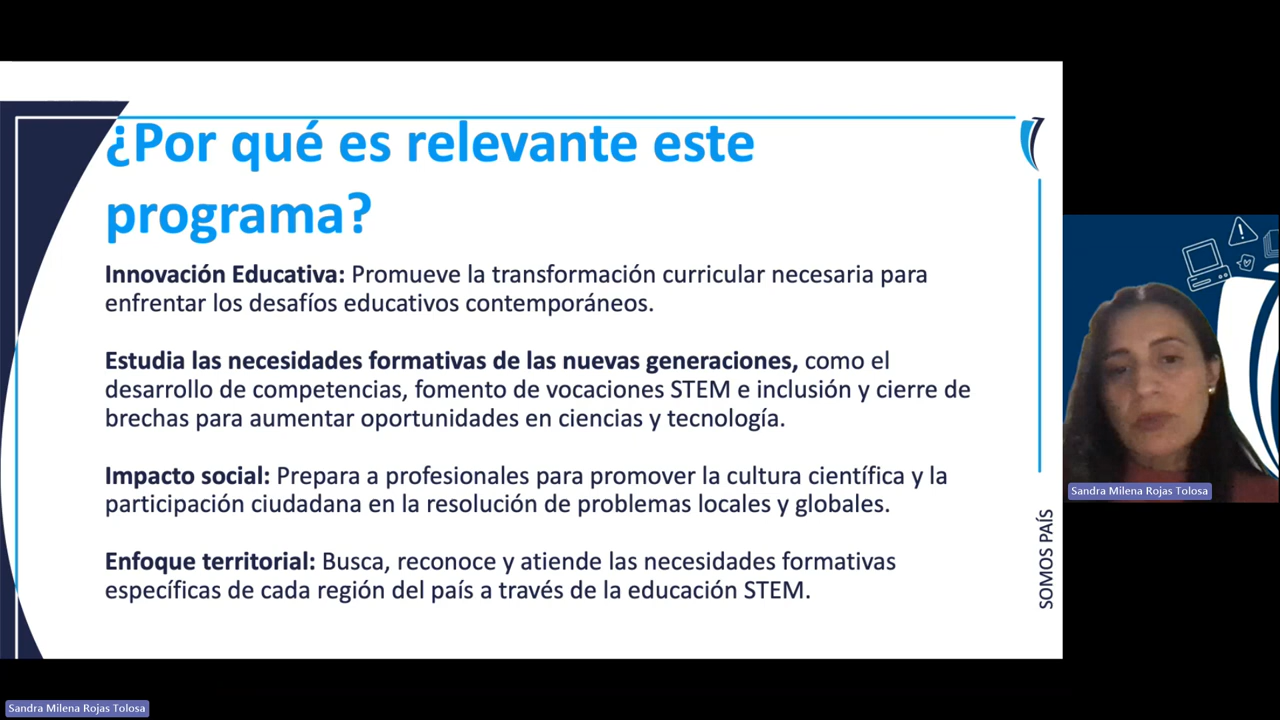 ¿Por qué es relevante este
programa?
Innovación Educativa: Promueve la transformación curricular necesaria para
enfrentar los desafíos educativos contemporáneos.
Estudia las necesidades formativas de las nuevas generaciones, como el
desarrollo de competencias, fomento de vocaciones STEM e inclusión y cierre de
brechas para aumentar oportunidades en ciencias y tecnología.
Impacto social: Prepara a profesionales para promover la cultura científica y la
participación ciudadana en la resolución de problemas locales y globales.
Enfoque territorial: Busca, reconoce y atiende las necesidades formativas
específicas de cada región del país a través de la educación STEM.
SOMOS PAÍS
Sandra Milena Rojas Tolosa
Sandra Milena Rojas Tolosa